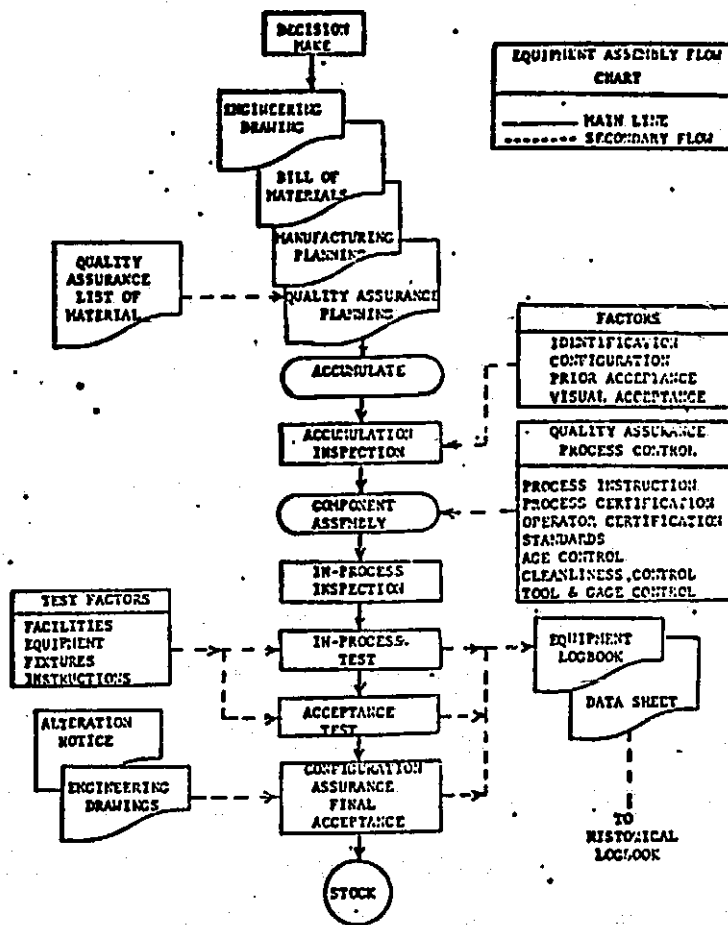 DECISION
MAKE
EQUIPMENT ASSEMBLY FLOW
CHART
MAIN LINE
SECONDARY FLOW
ENGINEERING
DRAWING
BILL OF
MATERIALS
MANUFACTURING
PLANNING
QUALITY
ASSURANCE
LIST OF
MATERIAL
QUALITY ASSURANCE
PLANNING
FACTORS
IDENTIFICATION
CONFIGURATION
PRIOR ACCEPTANCE
VISUAL ACCEPTANCE
ACCUMULATE
ACCUMULATION
INSPECTION
QUALITY ASSURANCE
PROCESS CONTROL
PROCESS INSTRUCTION
PROCESS CERTIFICATION
OPERATOR CERTIFICATION
STANDARDS
AGE CONTROL
CLEANLINESS CONTROL
TOOL & GAGE CONTROL
COMPONENT
ASSEMELY
IN-PROCESS
INSPECTION
TEST FACTORS
FACILITIES
EQUIPMENT
FIXTURES
INSTRUCTIONS
IN-PROCESS
TEST
EQUIPMENT
LOGBOOK
DATA SHEET
ACCEPTANCE
TEST
ALTERATION
NOTICE
ENGINEERING
DRAWINGS
CONFIGURATION
ASSURANCE
FINAL
ACCEPTANCE
TO
HISTORICAL
LOGBOOK
STOCK